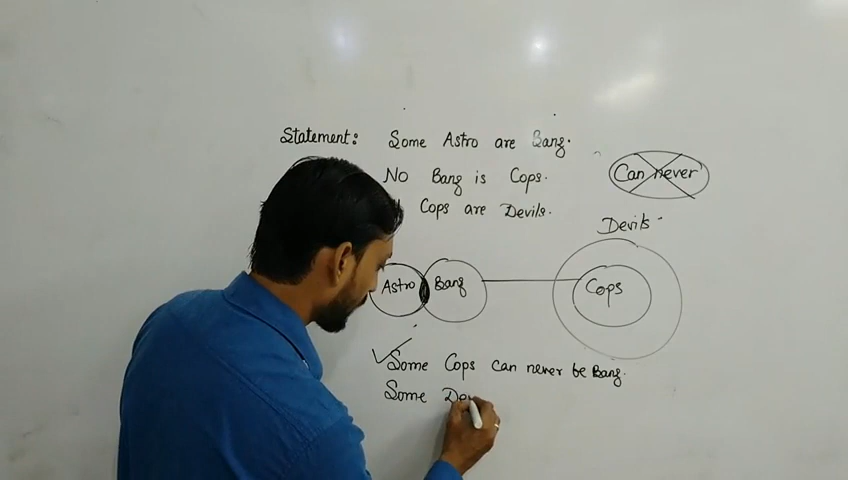 Statement: Some Astro are Bang.
No Bang is Cops.
Can never
Cops are Devils.
Devils
Astro Bang Cops
Some Cops can never be Bang.
Some De